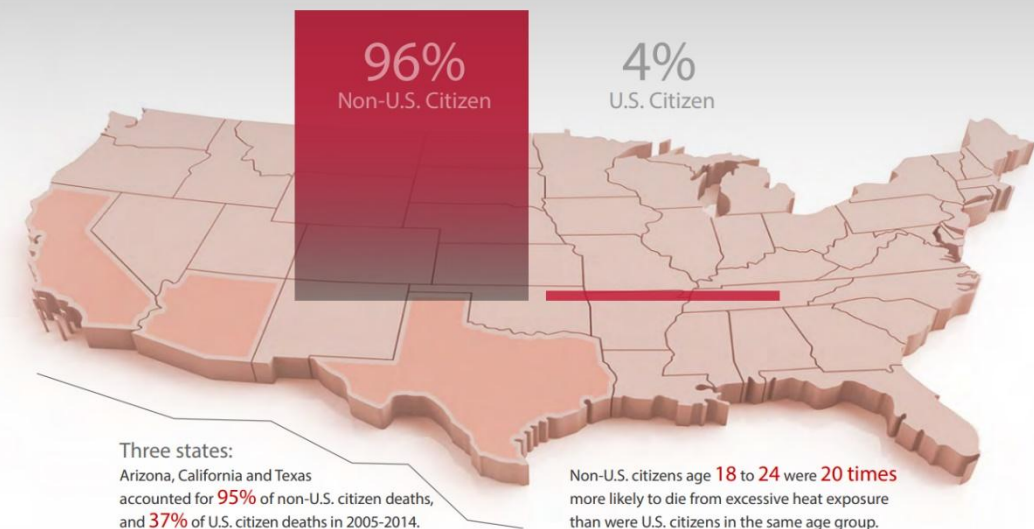 96%
Non-U.S. Citizen
4%
U.S. Citizen
Three states:
Arizona, California and Texas
accounted for 95% of non-U.S. citizen deaths,
and 37% of U.S. citizen deaths in 2005-2014.
Non-U.S. citizens age 18 to 24 were 20 times
more likely to die from excessive heat exposure
than were U.S. citizens in the same age group.